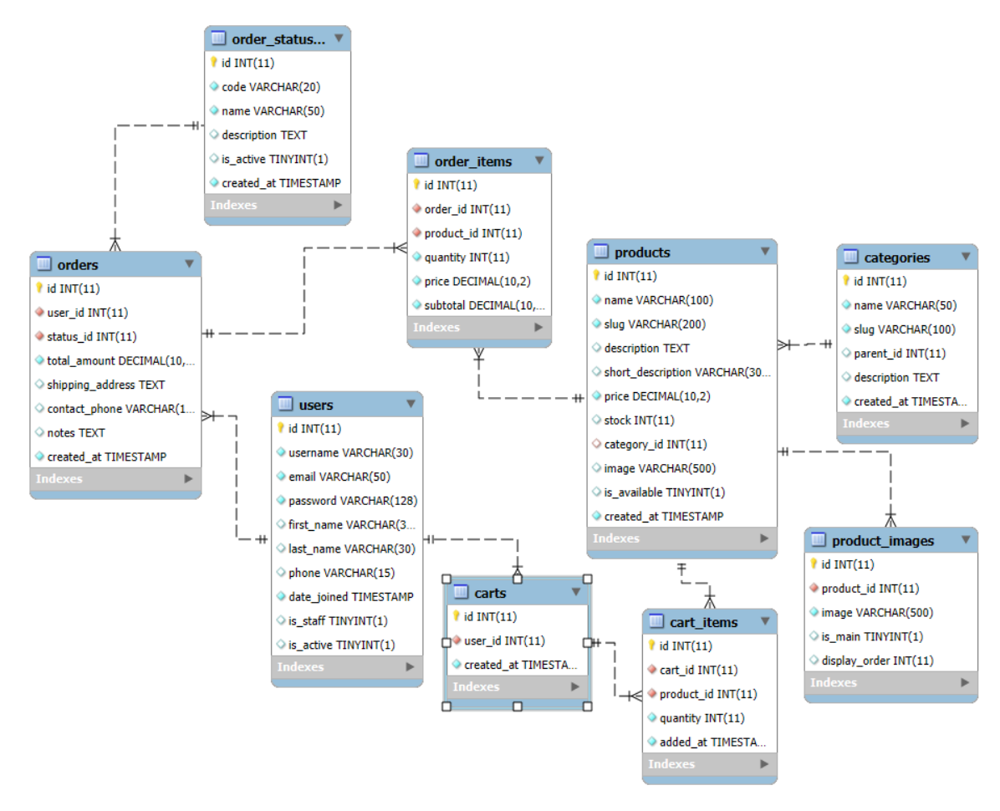 order_status...
id INT(11)
code VARCHAR(20)
name VARCHAR(50)
description TEXT
is_active TINYINT(1)
created_at TIMESTAMP
Indexes
order_items
id INT(11)
order_id INT(11)
product_id INT(11)
quantity INT(11)
price DECIMAL(10,2)
subtotal DECIMAL(10,...
Indexes
orders
id INT(11)
user_id INT(11)
status_id INT(11)
total_amount DECIMAL(10,...
shipping_address TEXT
contact_phone VARCHAR(1...
notes TEXT
created_at TIMESTAMP
Indexes
products
id INT(11)
name VARCHAR(100)
slug VARCHAR(200)
description TEXT
short_description VARCHAR(30...
price DECIMAL(10,2)
stock INT(11)
category_id INT(11)
image VARCHAR(500)
is_available TINYINT(1)
created_at TIMESTAMP
Indexes
categories
id INT(11)
name VARCHAR(50)
slug VARCHAR(100)
parent_id INT(11)
description TEXT
created_at TIMESTA...
Indexes
users
id INT(11)
username VARCHAR(30)
email VARCHAR(50)
password VARCHAR(128)
first_name VARCHAR(3...
last_name VARCHAR(30)
phone VARCHAR(15)
date_joined TIMESTAMP
is_staff TINYINT(1)
is_active TINYINT(1)
Indexes
carts
id INT(11)
user_id INT(11)
created_at TIMESTA...
Indexes
cart_items
id INT(11)
cart_id INT(11)
product_id INT(11)
quantity INT(11)
added_at TIMESTA...
Indexes
product_images
id INT(11)
product_id INT(11)
image VARCHAR(500)
is_main TINYINT(1)
display_order INT(11)
Indexes